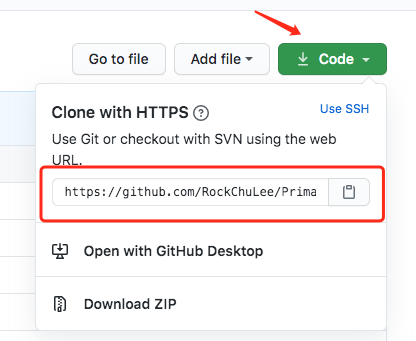 Go to file
Add file
Code
Clone with HTTPS
Use SSH
Use Git or checkout with SVN using the web
URL.
https://github.com/RockChuLee/Prima
Open with GitHub Desktop
Download ZIP